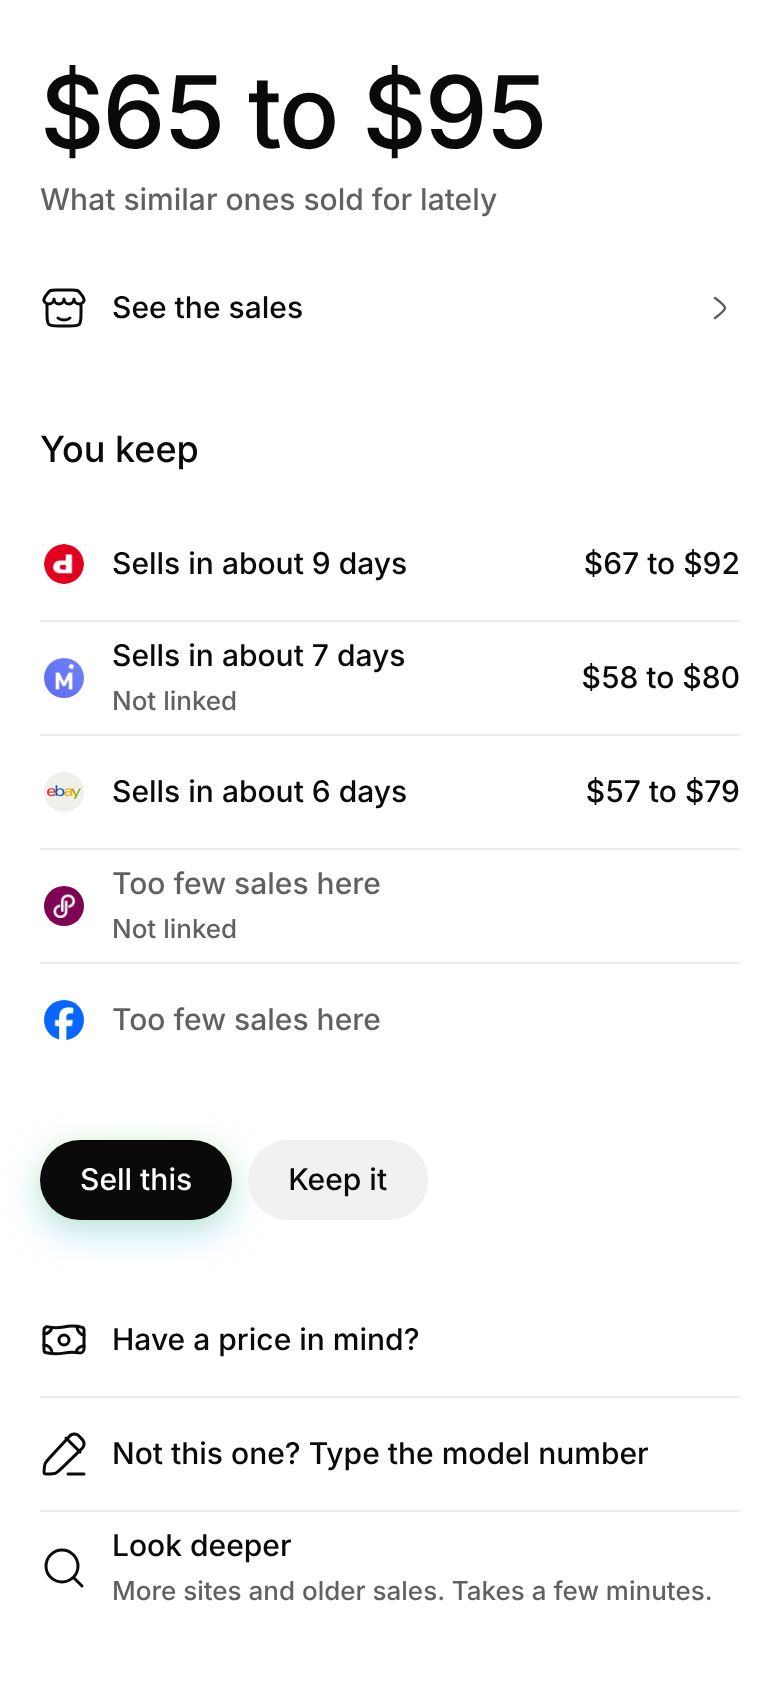 $65 to $95
What similar ones sold for lately
See the sales
You keep
d Sells in about 9 days $67 to $92
M Sells in about 7 days $58 to $80
Not linked
ebay Sells in about 6 days $57 to $79
Too few sales here
Not linked
f Too few sales here
Sell this Keep it
Have a price in mind?
Not this one? Type the model number
Look deeper
More sites and older sales. Takes a few minutes.